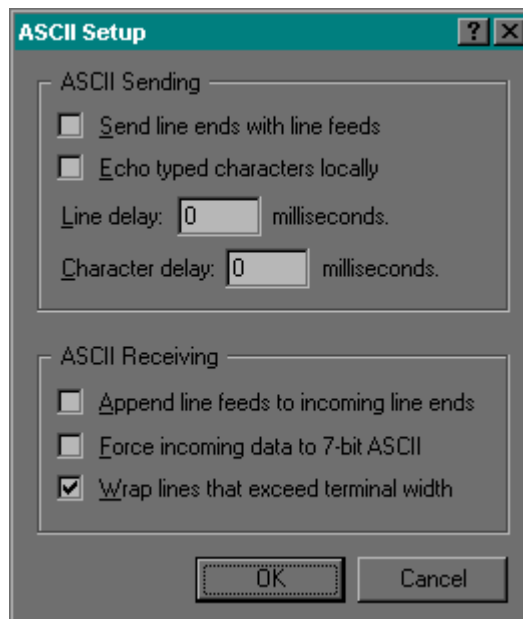 ASCII Setup
ASCII Sending
Send line ends with line feeds
Echo typed characters locally
Line delay: 0 milliseconds.
Character delay: 0 milliseconds.
ASCII Receiving
Append line feeds to incoming line ends
Force incoming data to 7-bit ASCII
Wrap lines that exceed terminal width
OK Cancel